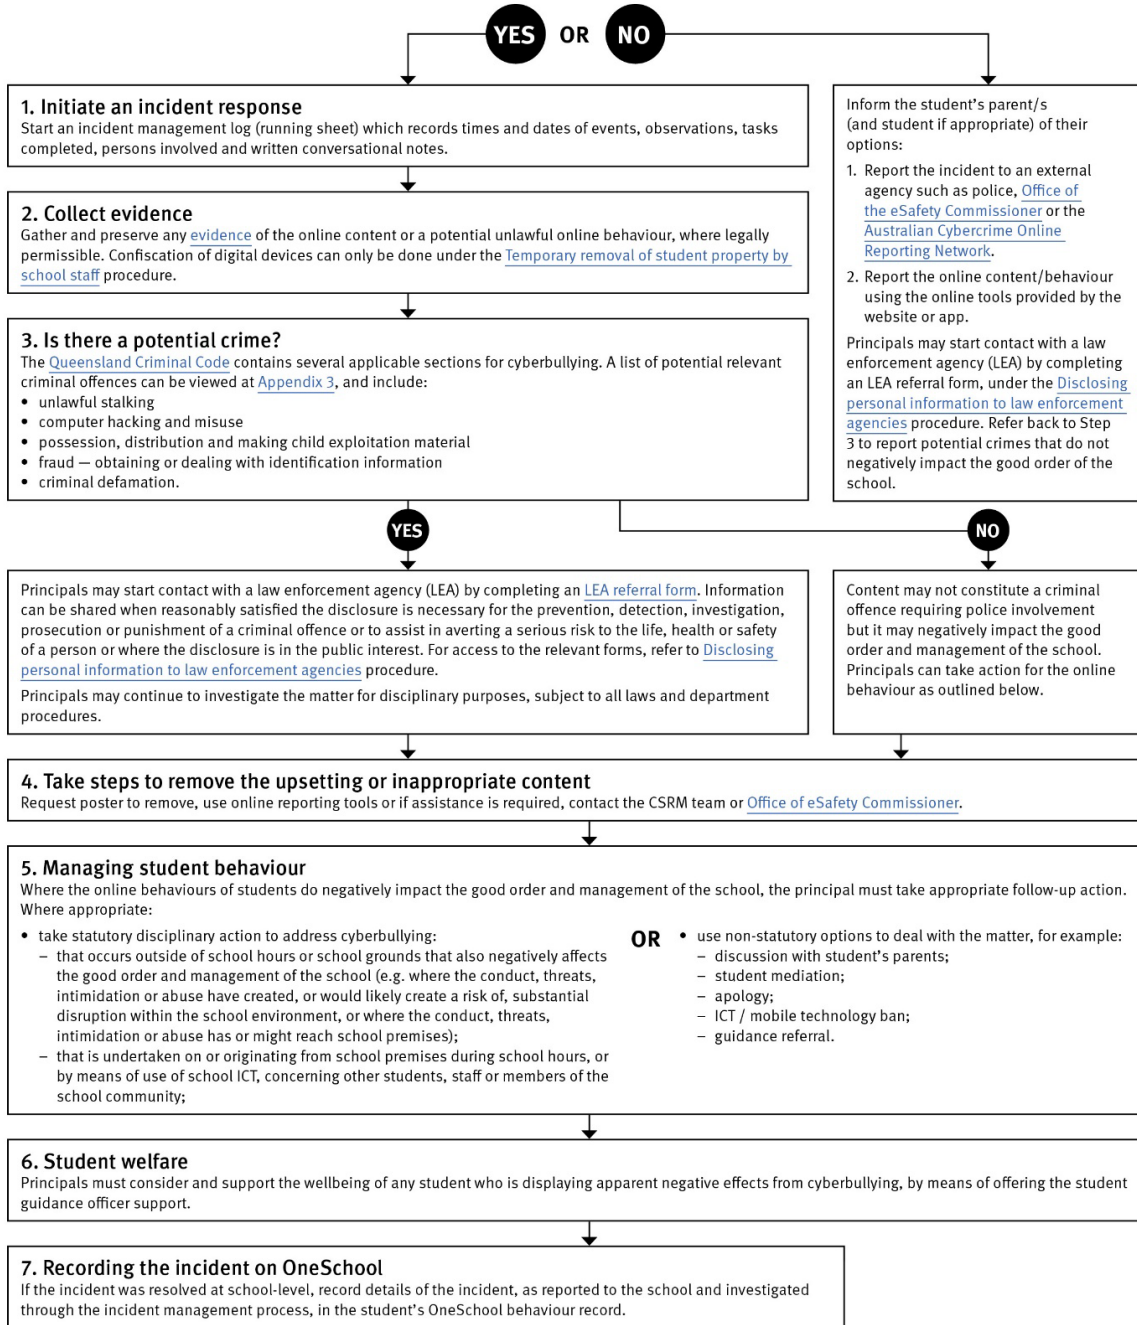 YES OR NO
1. Initiate an incident response
Start an incident management log (running sheet) which records times and dates of events, observations, tasks
completed, persons involved and written conversational notes.
2. Collect evidence
Gather and preserve any evidence of the online content or a potential unlawful online behaviour, where legally
permissible. Confiscation of digital devices can only be done under the Temporary removal of student property by
school staff procedure.
3. Is there a potential crime?
The Queensland Criminal Code contains several applicable sections for cyberbullying. A list of potential relevant
criminal offences can be viewed at Appendix 3, and include:
• unlawful stalking
• computer hacking and misuse
• possession, distribution and making child exploitation material
• fraud — obtaining or dealing with identification information
• criminal defamation.
Inform the student's parent/s
(and student if appropriate) of their
options:
1. Report the incident to an external
agency such as police, Office of
the eSafety Commissioner or the
Australian Cybercrime Online
Reporting Network.
2. Report the online content/behaviour
using the online tools provided by the
website or app.
Principals may start contact with a law
enforcement agency (LEA) by completing
an LEA referral form, under the Disclosing
personal information to law enforcement
agencies procedure. Refer back to Step
3 to report potential crimes that do not
negatively impact the good order of the
school.
YES
NO
Principals may start contact with a law enforcement agency (LEA) by completing an LEA referral form. Information
can be shared when reasonably satisfied the disclosure is necessary for the prevention, detection, investigation,
prosecution or punishment of a criminal offence or to assist in averting a serious risk to the life, health or safety
of a person or where the disclosure is in the public interest. For access to the relevant forms, refer to Disclosing
personal information to law enforcement agencies procedure.
Principals may continue to investigate the matter for disciplinary purposes, subject to all laws and department
procedures.
Content may not constitute a criminal
offence requiring police involvement
but it may negatively impact the good
order and management of the school.
Principals can take action for the online
behaviour as outlined below.
4. Take steps to remove the upsetting or inappropriate content
Request poster to remove, use online reporting tools or if assistance is required, contact the CSRM team or Office of eSafety Commissioner.
5. Managing student behaviour
Where the online behaviours of students do negatively impact the good order and management of the school, the principal must take appropriate follow-up action.
Where appropriate:
• take statutory disciplinary action to address cyberbullying:
– that occurs outside of school hours or school grounds that also negatively affects
the good order and management of the school (e.g. where the conduct, threats,
intimidation or abuse have created, or would likely create a risk of, substantial
disruption within the school environment, or where the conduct, threats,
intimidation or abuse has or might reach school premises);
– that is undertaken on or originating from school premises during school hours, or
by means of use of school ICT, concerning other students, staff or members of the
school community;
OR
• use non-statutory options to deal with the matter, for example:
– discussion with student's parents;
– student mediation;
– apology;
– ICT / mobile technology ban;
– guidance referral.
6. Student welfare
Principals must consider and support the wellbeing of any student who is displaying apparent negative effects from cyberbullying, by means of offering the student
guidance officer support.
7. Recording the incident on OneSchool
If the incident was resolved at school-level, record details of the incident, as reported to the school and investigated
through the incident management process, in the student's OneSchool behaviour record.